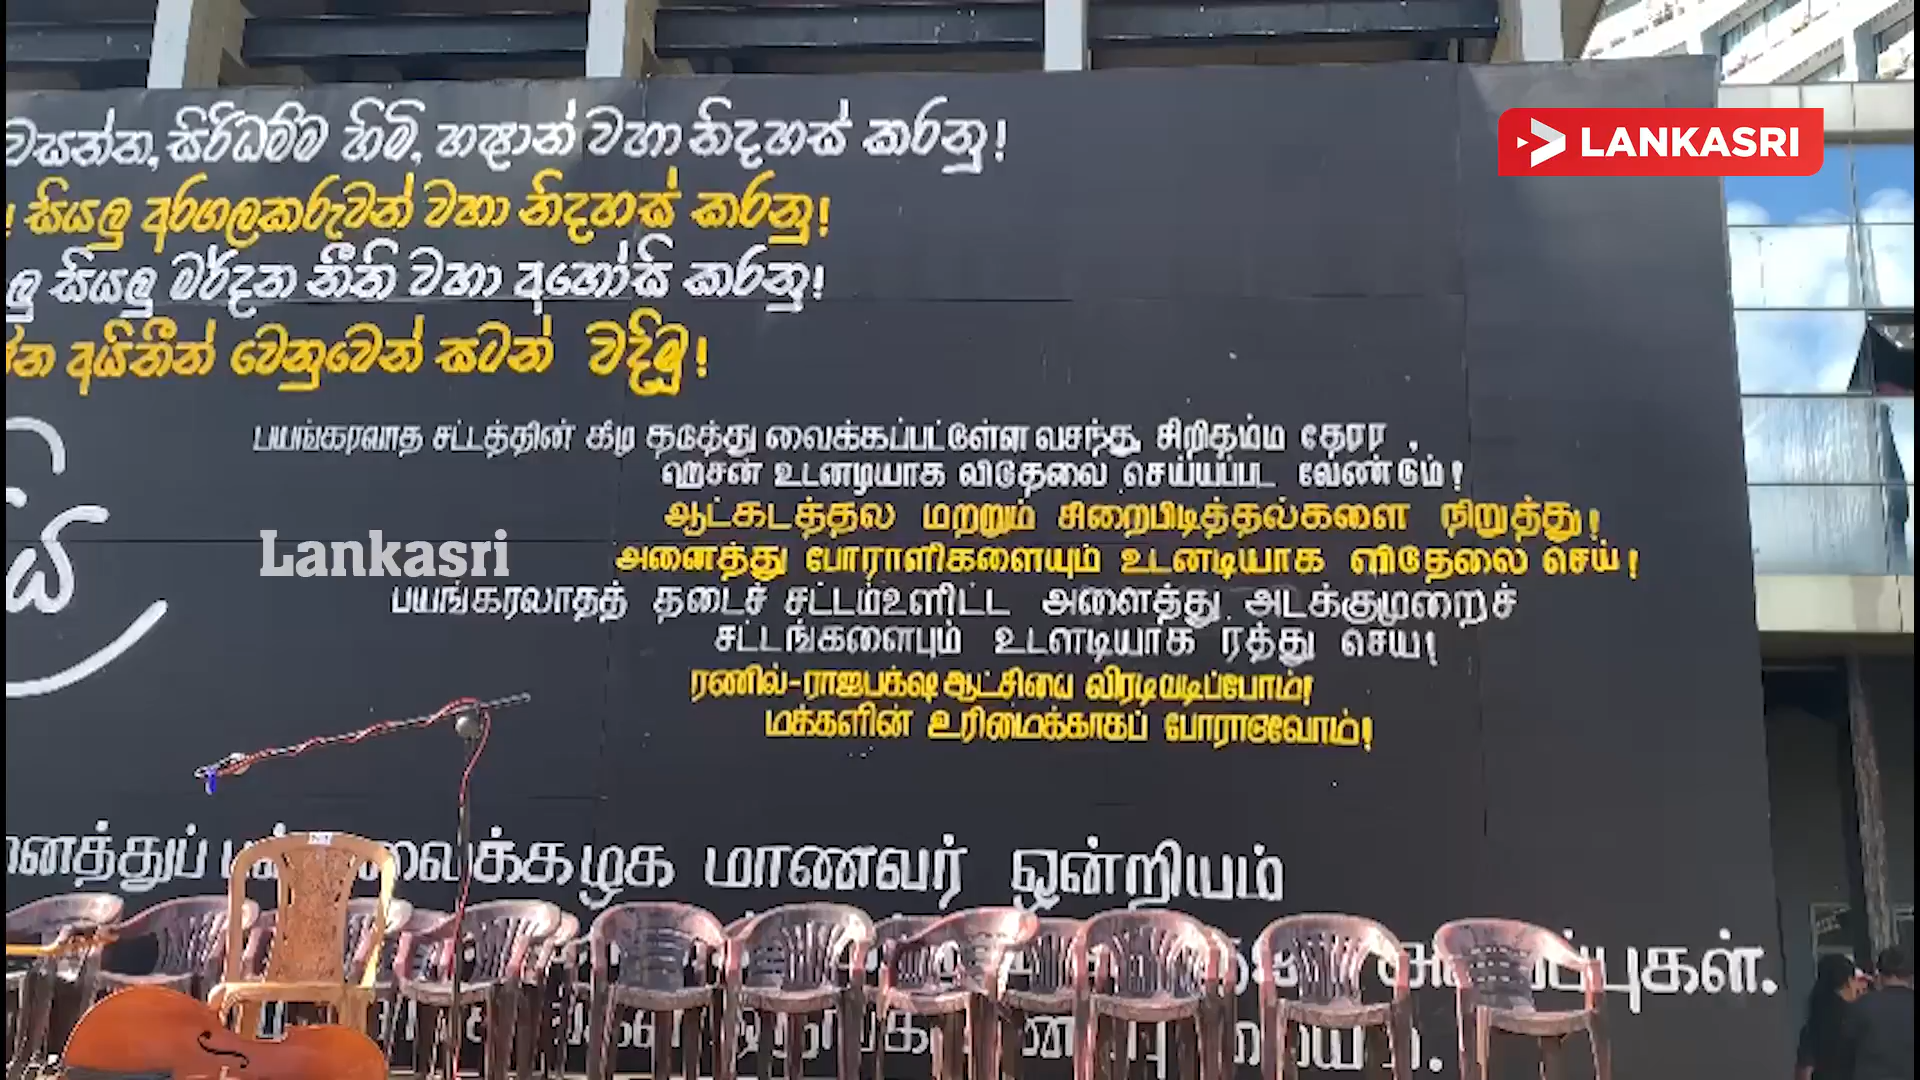 LANKASRI
වසන්ත, සිරිධම්ම හිමි, හෂාන් වහා නිදහස් කරනු!
! සියලු අරගලකරුවන් වහා නිදහස් කරනු!
ලු සියලු මර්දන නීති වහා අහෝසි කරනු!
අයිතීන් වෙනුවෙන් සටන් වදිමු!
பயங்கரவாத சட்டத்தின் கீழ் தடுத்து வைக்கப்பட்டுள்ள வசந்த, சிறிதம்ம தேரர ,
ஹசன் உடனடியாக விடுதலை செய்யப்பட வேண்டும்!
ஆட்கடத்தல மற்றும் சிறைபிடித்தல்களை நிறுத்து!
Lankasri
அனைத்து போராளிகளையும் உடனடியாக விடுதலை செய்!
பயங்கரவாதத் தடைச் சட்டம்உளிட்ட அனைத்து அடக்குமுறைச்
சட்டங்களையும் உடனடியாக ரத்து செய!
ரணில்-ராஜபக்ஷ ஆட்சியை விரட்டியடிப்போம்!
மக்களின் உரிமைக்காகப் போராடுவோம்!
னைத்துப் மாணவர் ஒன்றியம்